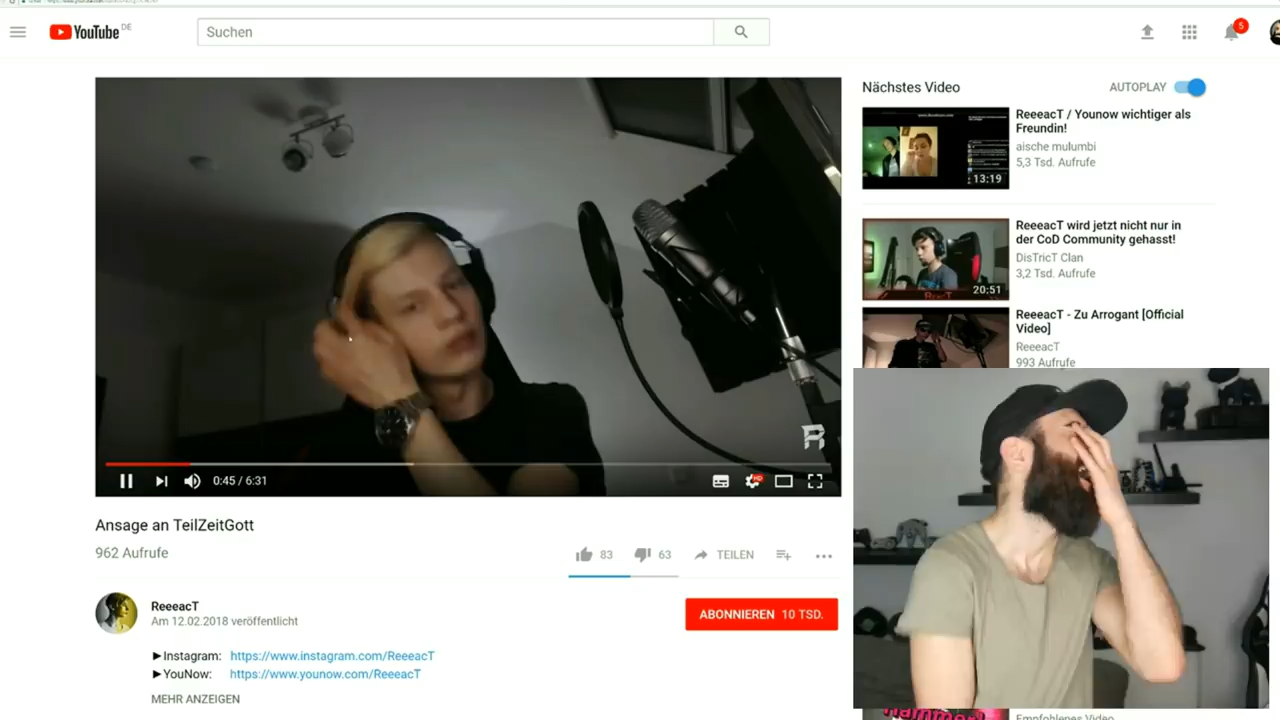 YouTube DE
Suchen
5
Nächstes Video
AUTOPLAY
ReeeacT / Younow wichtiger als
Freundin!
aische mulumbi
5,3 Tsd. Aufrufe
13:19
ReeeacT wird jetzt nicht nur in
der CoD Community gehasst!
DisTricT Clan
3,2 Tsd. Aufrufe
20:51
ReeeacT - Zu Arrogant [Official
Video]
ReeeacT
993 Aufrufe
0:45 / 6:31
HD
Ansage an TeilZeitGott
962 Aufrufe
83
63
TEILEN
ReeeacT
Am 12.02.2018 veröffentlicht
ABONNIEREN 10 TSD.
►Instagram: https://www.instagram.com/ReeeacT
►YouNow: https://www.younow.com/ReeeacT
MEHR ANZEIGEN
Empfohlenes Video